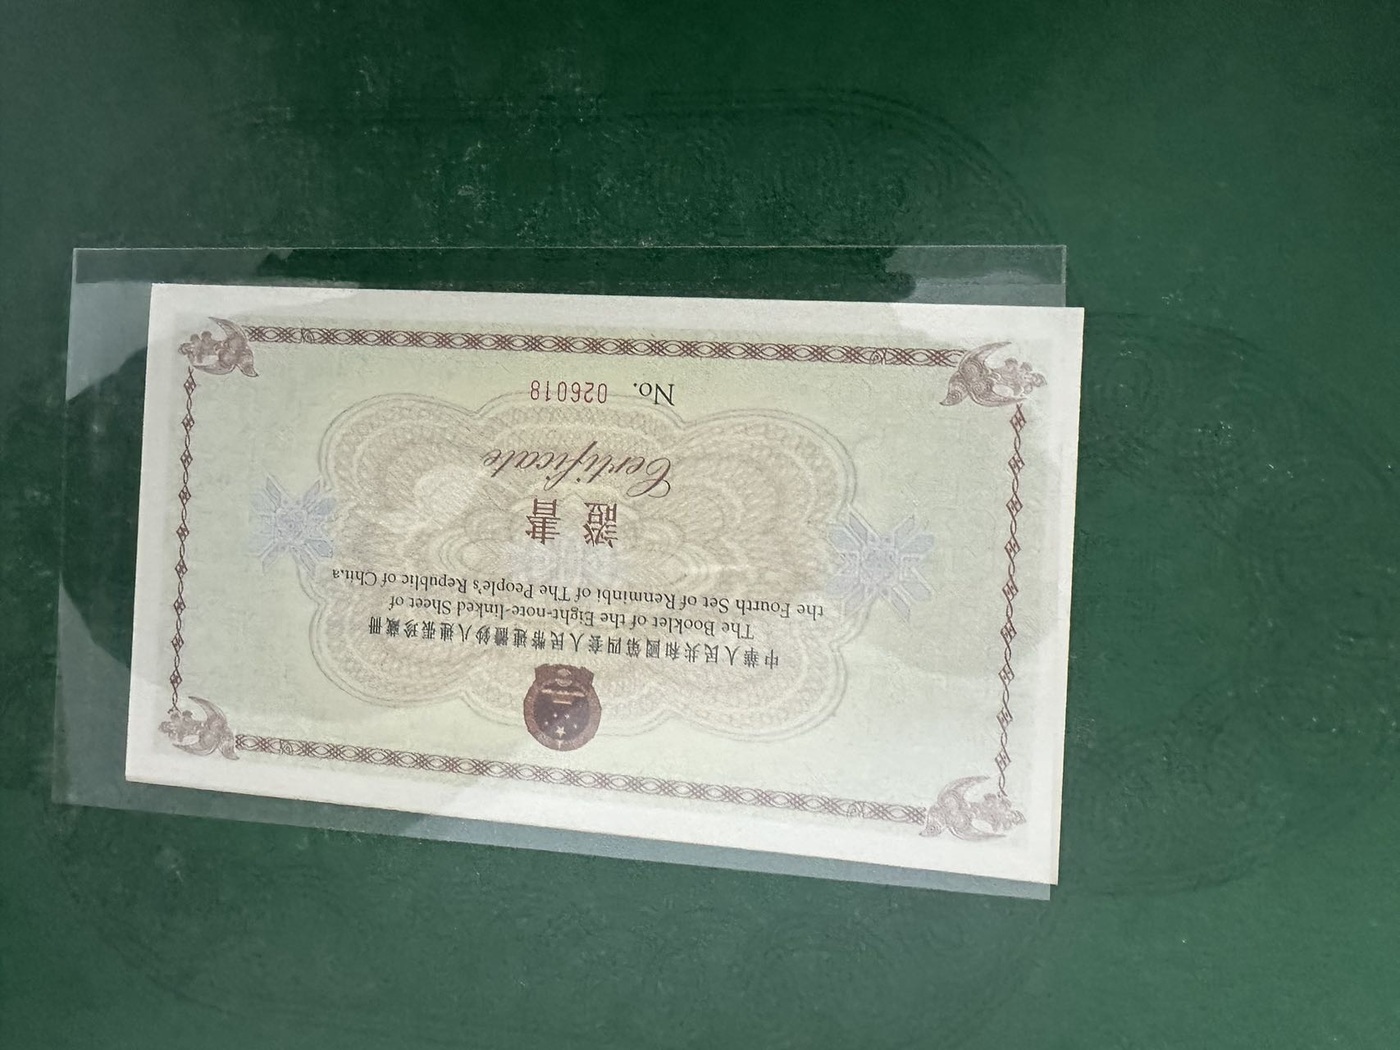 中華人民共和國第四套人民幣連體鈔八連張珍藏冊
The Booklet of the Eight-note-linked Sheet of
the Fourth Set of Renminbi of The People's Republic of China
證書
Certificate
No. 026018